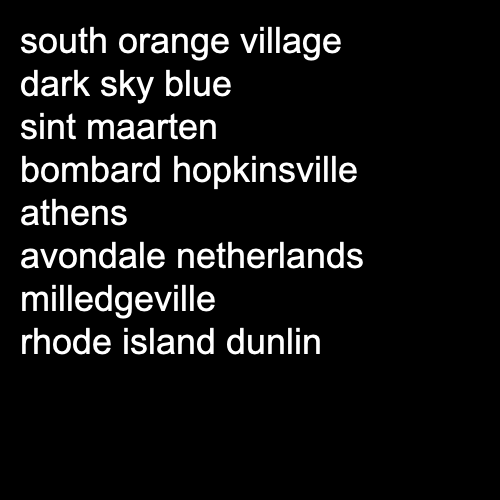 south orange village
dark sky blue
sint maarten
bombard hopkinsville
athens
avondale netherlands
milledgeville
rhode island dunlin